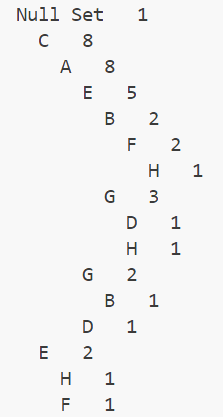 Null Set   1
  C   8
    A   8
      E   5
        B   2
          F   2
            H   1
        G   3
          D   1
          H   1
      G   2
        B   1
      D   1
  E   2
    H   1
    F   1